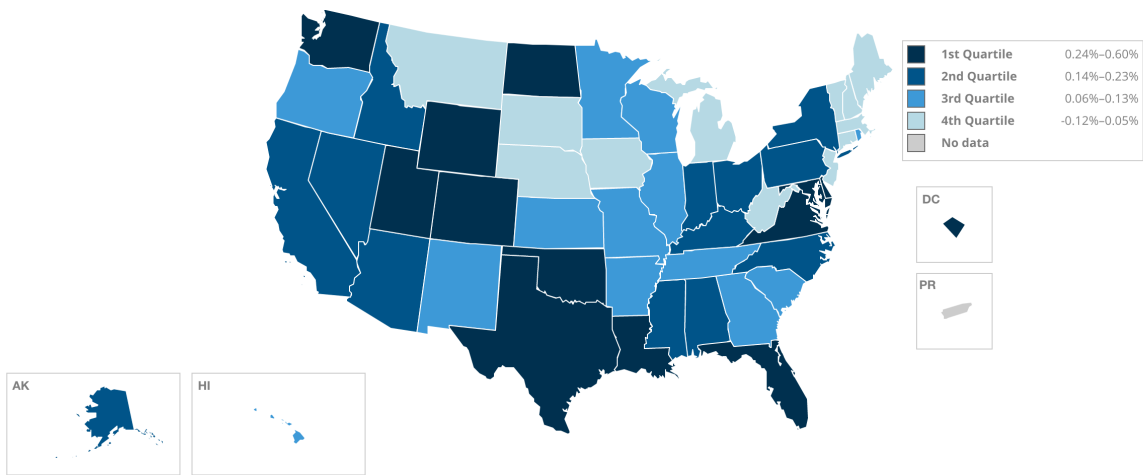 1st Quartile 0.24%–0.60%
2nd Quartile 0.14%–0.23%
3rd Quartile 0.06%–0.13%
4th Quartile -0.12%–0.05%
No data
DC
PR
AK
HI